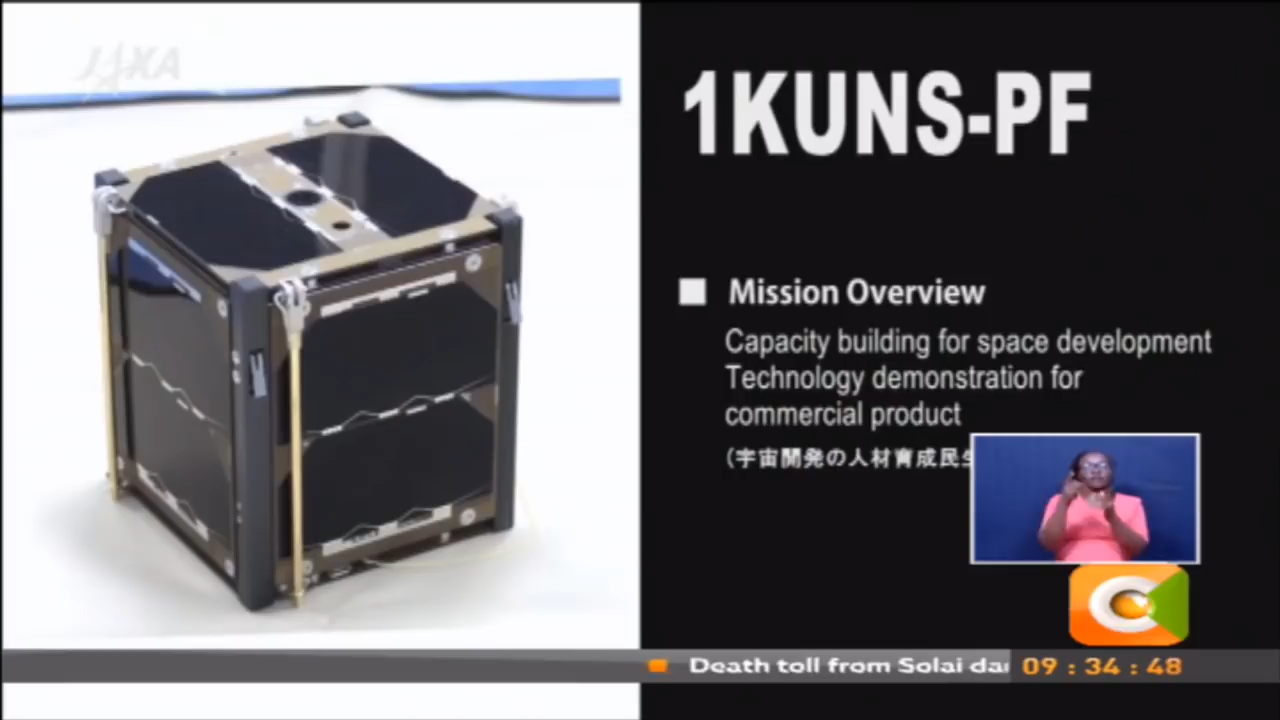 JAXA
1KUNS-PF
Mission Overview
Capacity building for space development
Technology demonstration for
commercial product
(宇宙開発の人材育成民生
Death toll from Solai da
09 : 34 : 48